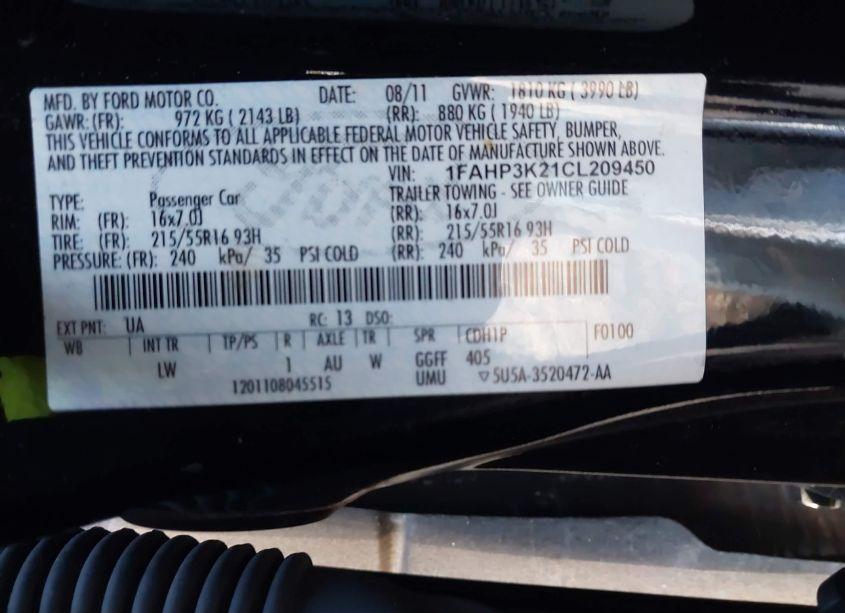 MFD. BY FORD MOTOR CO. DATE: 08/11 GVWR: 1810 KG ( 3990 LB)
GAWR: (FR): 972 KG ( 2143 LB) (RR): 880 KG ( 1940 LB)
THIS VEHICLE CONFORMS TO ALL APPLICABLE FEDERAL MOTOR VEHICLE SAFETY, BUMPER,
AND THEFT PREVENTION STANDARDS IN EFFECT ON THE DATE OF MANUFACTURE SHOWN ABOVE.
VIN: 1FAHP3K21CL209450
TYPE: Passenger Car TRAILER TOWING - SEE OWNER GUIDE
RIM: (FR): 16x7.0J (RR): 16x7.0J
TIRE: (FR): 215/55R16 93H (RR): 215/55R16 93H
PRESSURE: (FR): 240 kPa/ 35 PSI COLD (RR): 240 kPa/ 35 PSI COLD
EXT PNT: UA RC: 13 DSO:
WB INT TR TP/PS R AXLE TR SPR CDH1P F0100
LW 1 AU W GGFF 405
1201108045515 UMU ▽5U5A-3520472-AA